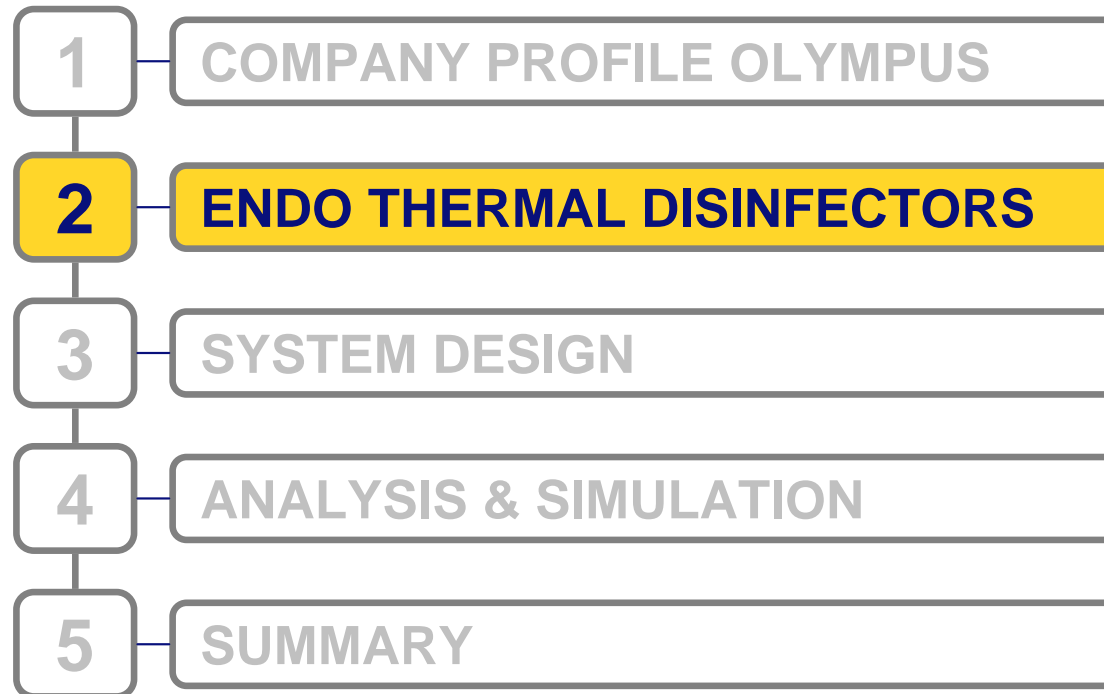 1 COMPANY PROFILE OLYMPUS
2 ENDO THERMAL DISINFECTORS
3 SYSTEM DESIGN
4 ANALYSIS & SIMULATION
5 SUMMARY